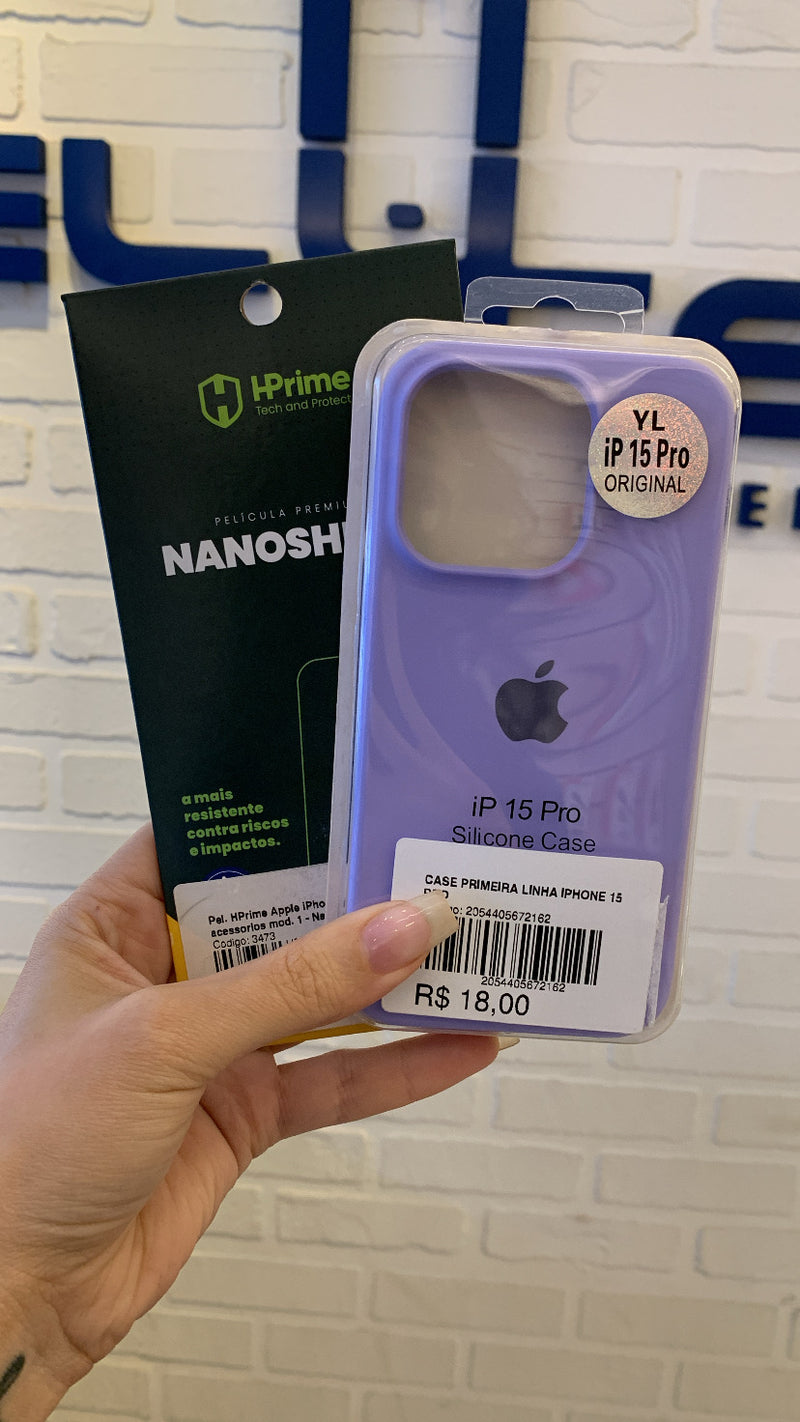 HPrime
Tech and Protect
PELÍCULA PREMIU
NANOSH
a mais
resistente
contra riscos
e impactos.
Pel. HPrime Apple iPho
acessorios mod. 1 - Na
Codigo: 3473
YL
iP 15 Pro
ORIGINAL
iP 15 Pro
Silicone Case
CASE PRIMEIRA LINHA IPHONE 15
2054405672162
2054405672162
R$ 18,00